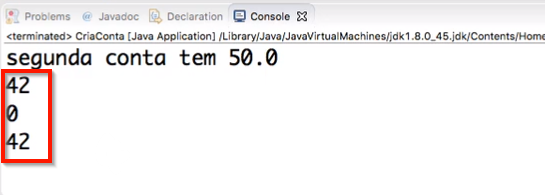 Problems Javadoc Declaration Console
<terminated> CriaConta [Java Application] /Library/Java/JavaVirtualMachines/jdk1.8.0_45.jdk/Contents/Home
segunda conta tem 50.0
42
0
42